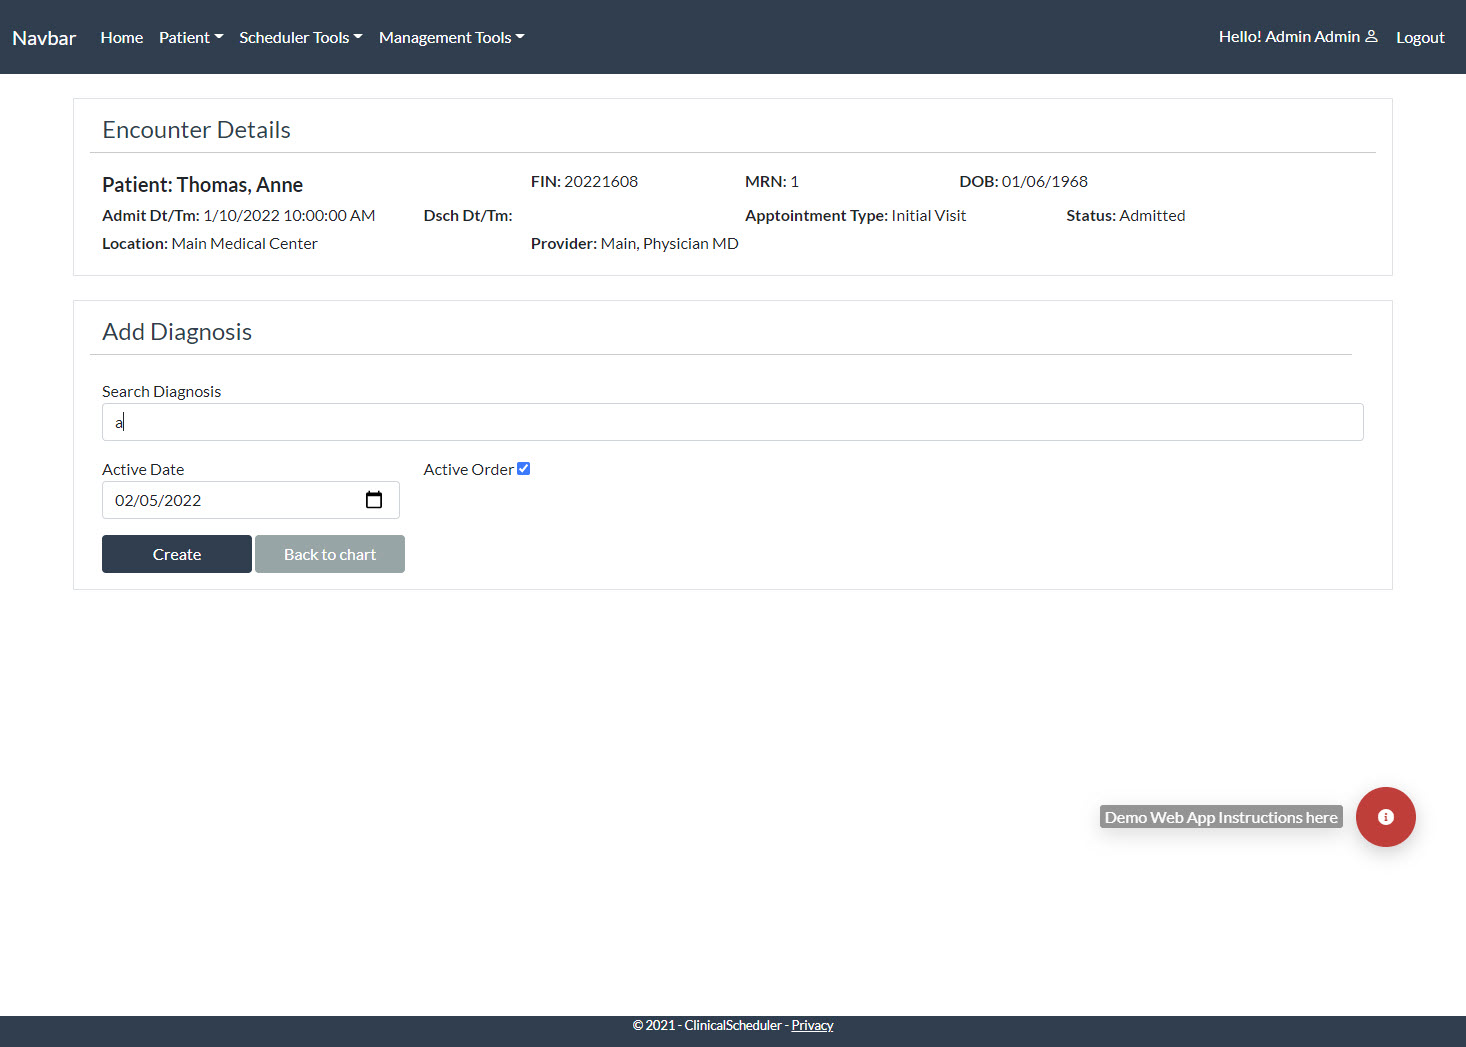 Navbar Home Patient Scheduler Tools Management Tools Hello! Admin Admin Logout
Encounter Details
Patient: Thomas, Anne FIN: 20221608 MRN: 1 DOB: 01/06/1968
Admit Dt/Tm: 1/10/2022 10:00:00 AM Dsch Dt/Tm: Apptointment Type: Initial Visit Status: Admitted
Location: Main Medical Center Provider: Main, Physician MD
Add Diagnosis
Search Diagnosis
a
Active Date Active Order
02/05/2022
Create Back to chart
Demo Web App Instructions here
© 2021 - ClinicalScheduler - Privacy